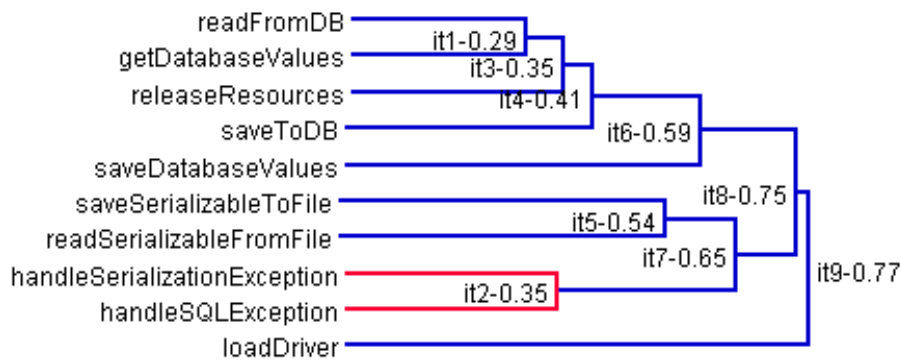 readFromDB
it1-0.29
getDatabaseValues
it3-0.35
releaseResources
it4-0.41
saveToDB
it6-0.59
saveDatabaseValues
it8-0.75
saveSerializableToFile
it5-0.54
readSerializableFromFile
it7-0.65
handleSerializationException
it9-0.77
it2-0.35
handleSQLException
loadDriver